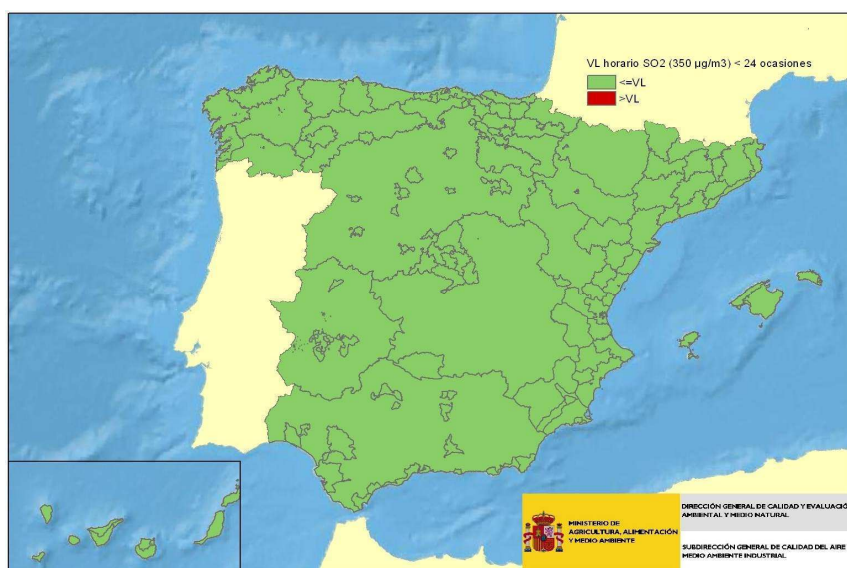 VL horario SO2 (350 µg/m3) < 24 ocasiones
<=VL
>VL
MINISTERIO DE
AGRICULTURA, ALIMENTACIÓN
Y MEDIO AMBIENTE
DIRECCIÓN GENERAL DE CALIDAD Y EVALUACIÓ
AMBIENTAL Y MEDIO NATURAL
SUBDIRECCIÓN GENERAL DE CALIDAD DEL AIRE
MEDIO AMBIENTE INDUSTRIAL